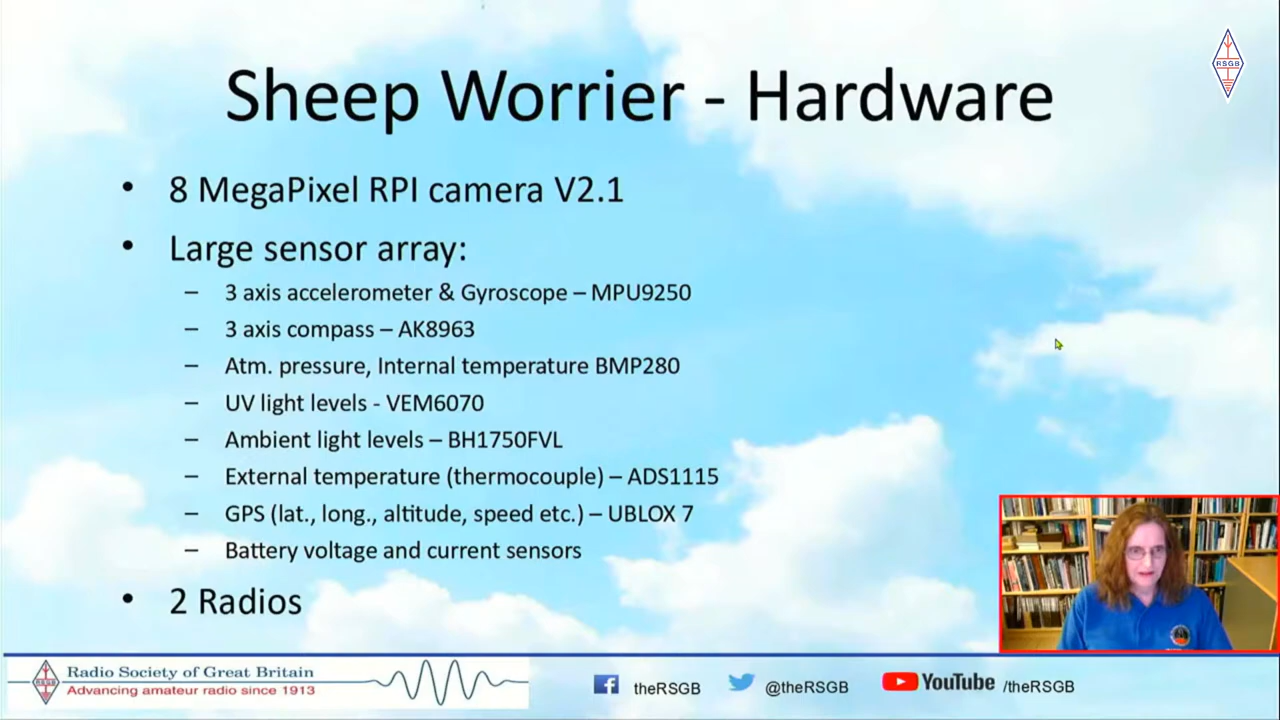 Sheep Worrier - Hardware
RSGB
• 8 MegaPixel RPI camera V2.1
• Large sensor array:
– 3 axis accelerometer & Gyroscope – MPU9250
– 3 axis compass – AK8963
– Atm. pressure, Internal temperature BMP280
– UV light levels - VEM6070
– Ambient light levels – BH1750FVL
– External temperature (thermocouple) – ADS1115
– GPS (lat., long., altitude, speed etc.) – UBLOX 7
– Battery voltage and current sensors
• 2 Radios
RSGB
Radio Society of Great Britain
Advancing amateur radio since 1913
theRSGB
@theRSGB
YouTube /theRSGB